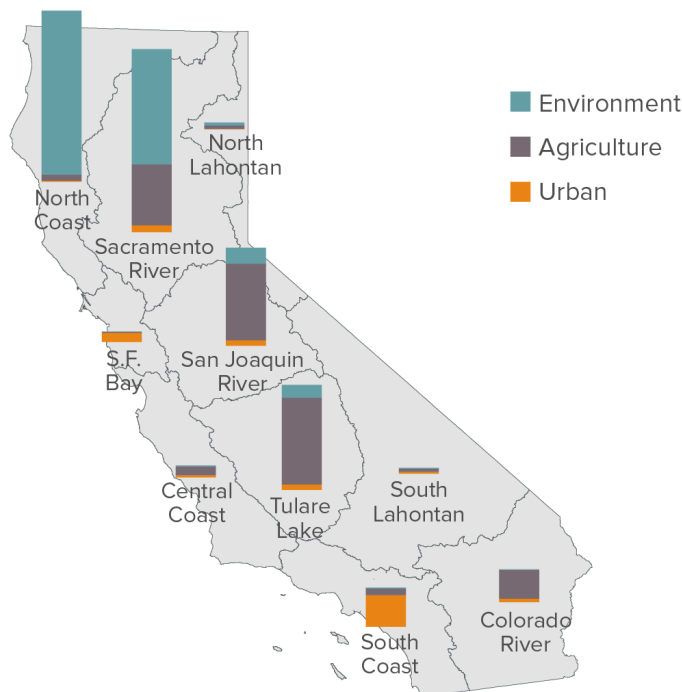 Environment
Agriculture
Urban
North
Lahontan
North
Coast
Sacramento
River
S.F.
Bay
San Joaquin
River
Central
Coast
Tulare
Lake
South
Lahontan
South
Coast
Colorado
River